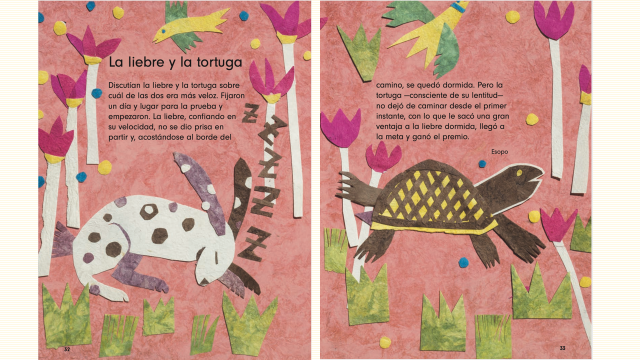 La liebre y la tortuga
Discutían la liebre y la tortuga sobre
cuál de las dos era más veloz. Fijaron
un día y lugar para la prueba y
empezaron. La liebre, confiando en
su velocidad, no se dio prisa en
partir y, acostándose al borde del
Z
Z
Z
Z
Z
Z
32
camino, se quedó dormida. Pero la
tortuga —consciente de su lentitud—
no dejó de caminar desde el primer
instante, con lo que le sacó una gran
ventaja a la liebre dormida, llegó a
la meta y ganó el premio.
Esopo
33